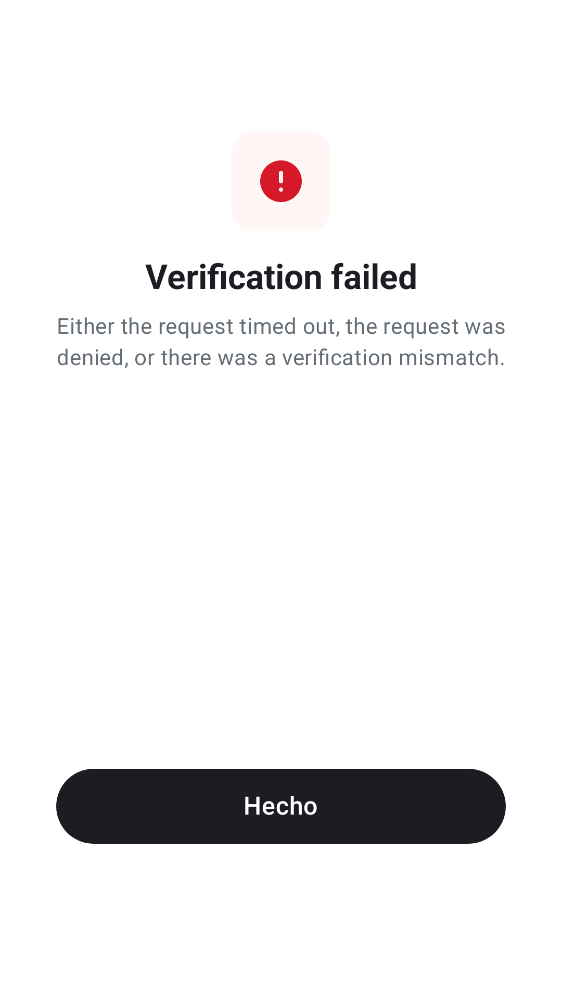 Verification failed
Either the request timed out, the request was
denied, or there was a verification mismatch.
Hecho